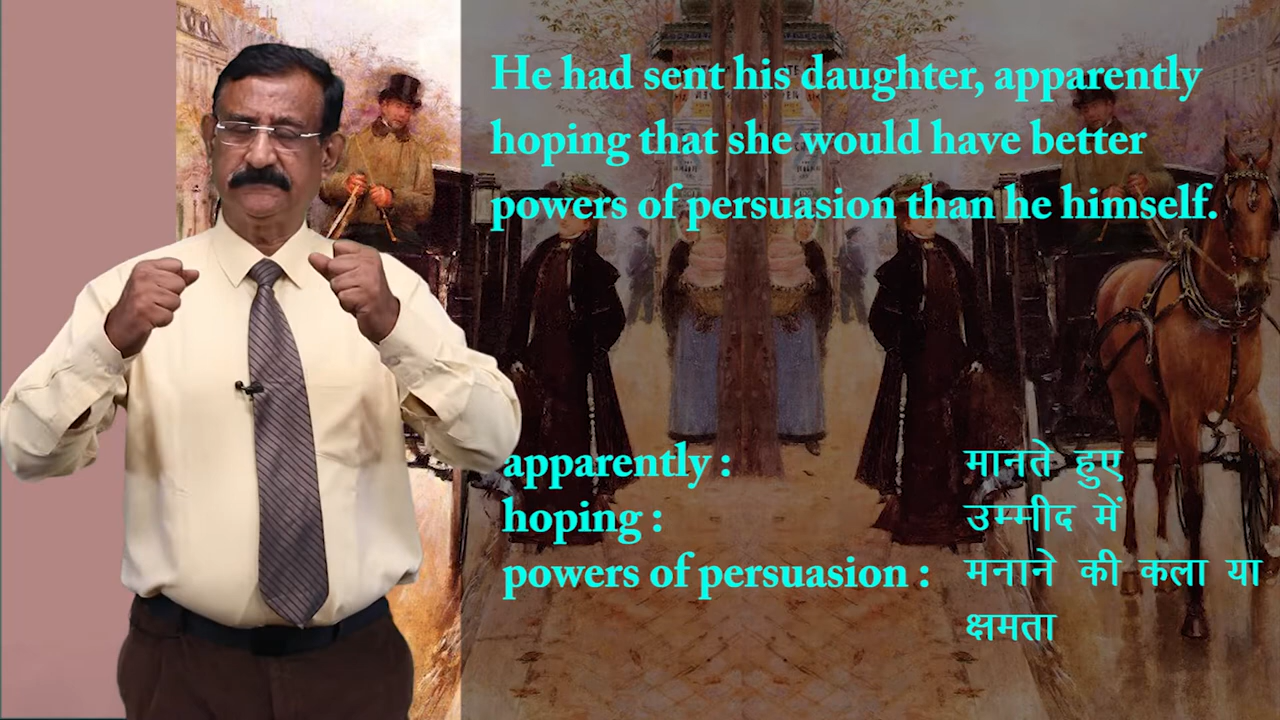 He had sent his daughter, apparently
hoping that she would have better
powers of persuasion than he himself.
apparently : मानते हुए
hoping : उम्मीद में
powers of persuasion : मनाने की कला या
क्षमता